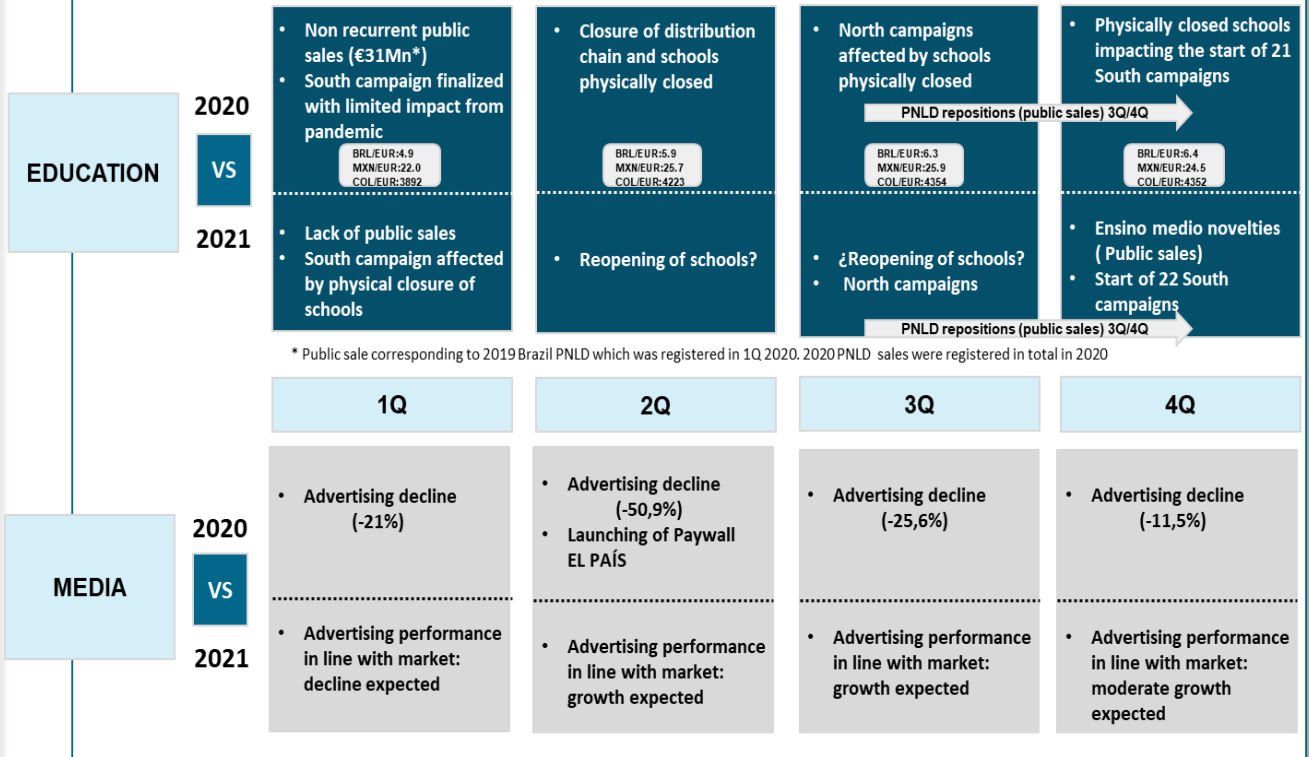 EDUCATION
2020
VS
2021
• Non recurrent public
sales (€31Mn*)
• South campaign finalized
with limited impact from
pandemic
BRL/EUR:4.9
MXN/EUR:22.0
COL/EUR:3892
• Lack of public sales
• South campaign affected
by physical closure of
schools
• Closure of distribution
chain and schools
physically closed
BRL/EUR:5.9
MXN/EUR:25.7
COL/EUR:4223
• Reopening of schools?
• North campaigns
affected by schools
physically closed
PNLD repositions (public sales) 3Q/4Q
BRL/EUR:6.3
MXN/EUR:25.9
COL/EUR:4354
• ¿Reopening of schools?
• North campaigns
PNLD repositions (public sales) 3Q/4Q
• Physically closed schools
impacting the start of 21
South campaigns
BRL/EUR:6.4
MXN/EUR:24.5
COL/EUR:4352
• Ensino medio novelties
( Public sales)
• Start of 22 South
campaigns
* Public sale corresponding to 2019 Brazil PNLD which was registered in 1Q 2020. 2020 PNLD sales were registered in total in 2020
1Q
2Q
3Q
4Q
MEDIA
2020
VS
2021
• Advertising decline
(-21%)
• Advertising performance
in line with market:
decline expected
• Advertising decline
(-50,9%)
• Launching of Paywall
EL PAÍS
• Advertising performance
in line with market:
growth expected
• Advertising decline
(-25,6%)
• Advertising performance
in line with market:
growth expected
• Advertising decline
(-11,5%)
• Advertising performance
in line with market:
moderate growth
expected